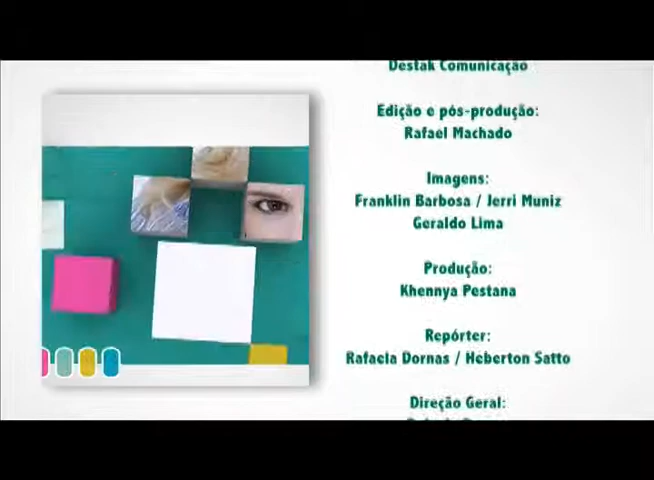 Destak Comunicação
Edição e pós-produção:
Rafael Machado
Imagens:
Franklin Barbosa / Jerri Muniz
Geraldo Lima
Produção:
Khennya Pestana
Repórter:
Rafaela Dornas / Heberton Satto
Direção Geral: